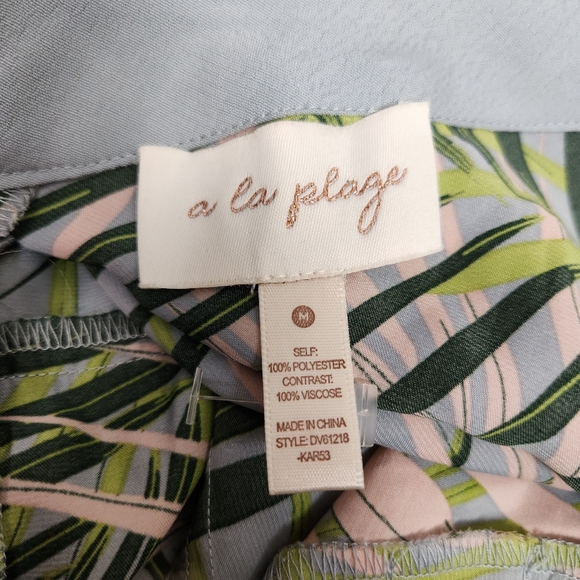 a la plage
M
SELF:
100% POLYESTER
CONTRAST:
100% VISCOSE
MADE IN CHINA
STYLE: DV61218
-KAR53